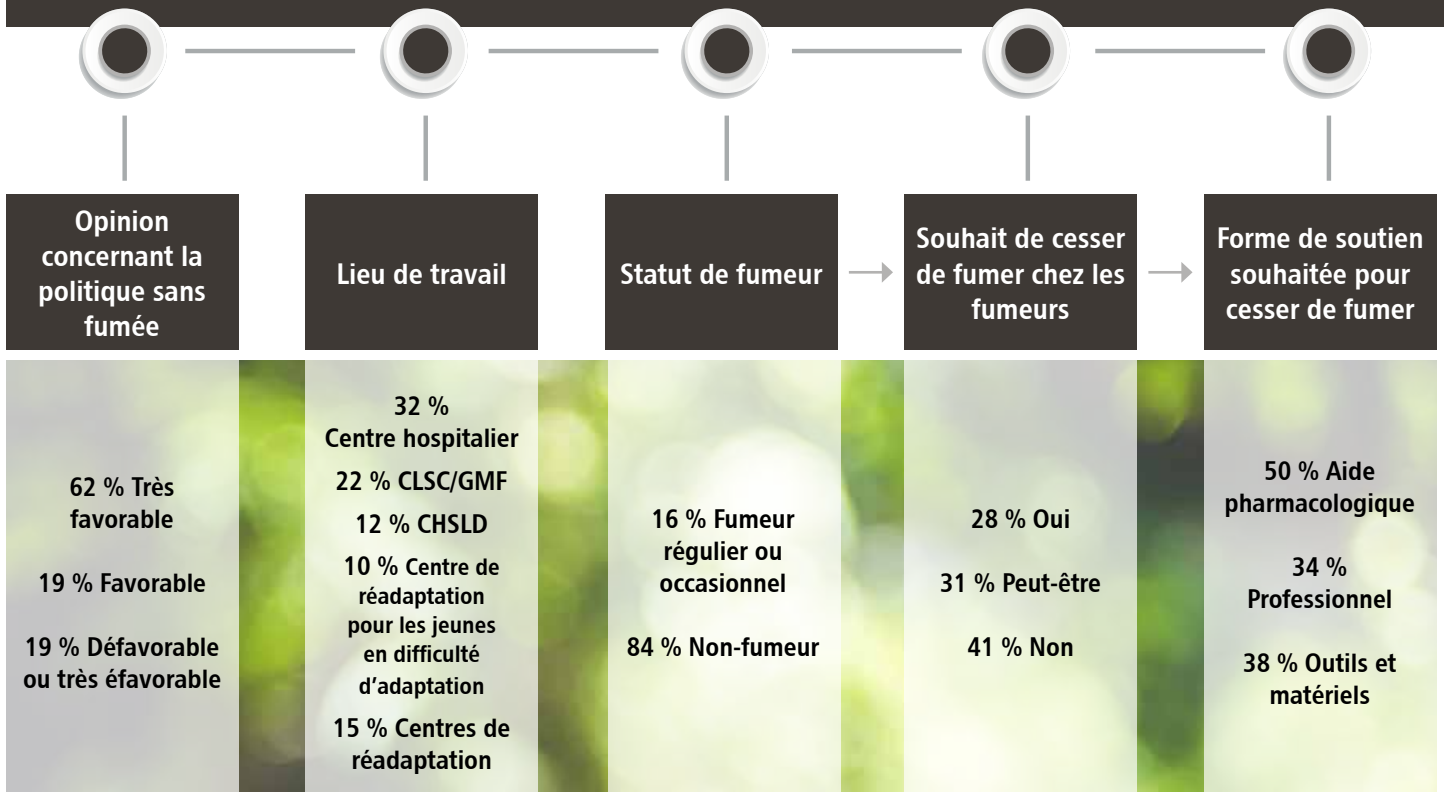 Opinion
concernant la
politique sans
fumée
Lieu de travail
Statut de fumeur
Souhait de cesser
de fumer chez les
fumeurs
Forme de soutien
souhaitée pour
cesser de fumer
62 % Très
favorable
19 % Favorable
19 % Défavorable
ou très éfavorable
32 %
Centre hospitalier
22 % CLSC/GMF
12 % CHSLD
10 % Centre de
réadaptation
pour les jeunes
en difficulté
d’adaptation
15 % Centres de
réadaptation
16 % Fumeur
régulier ou
occasionnel
84 % Non-fumeur
28 % Oui
31 % Peut-être
41 % Non
50 % Aide
pharmacologique
34 %
Professionnel
38 % Outils et
matériels